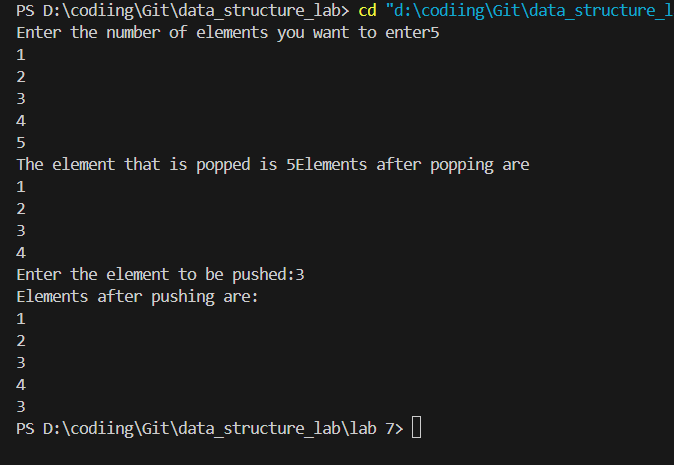 PS D:\codiing\Git\data_structure_lab> cd "d:\codiing\Git\data_structure_l
Enter the number of elements you want to enter5
1
2
3
4
5
The element that is popped is 5Elements after popping are
1
2
3
4
Enter the element to be pushed:3
Elements after pushing are:
1
2
3
4
3
PS D:\codiing\Git\data_structure_lab\lab 7>